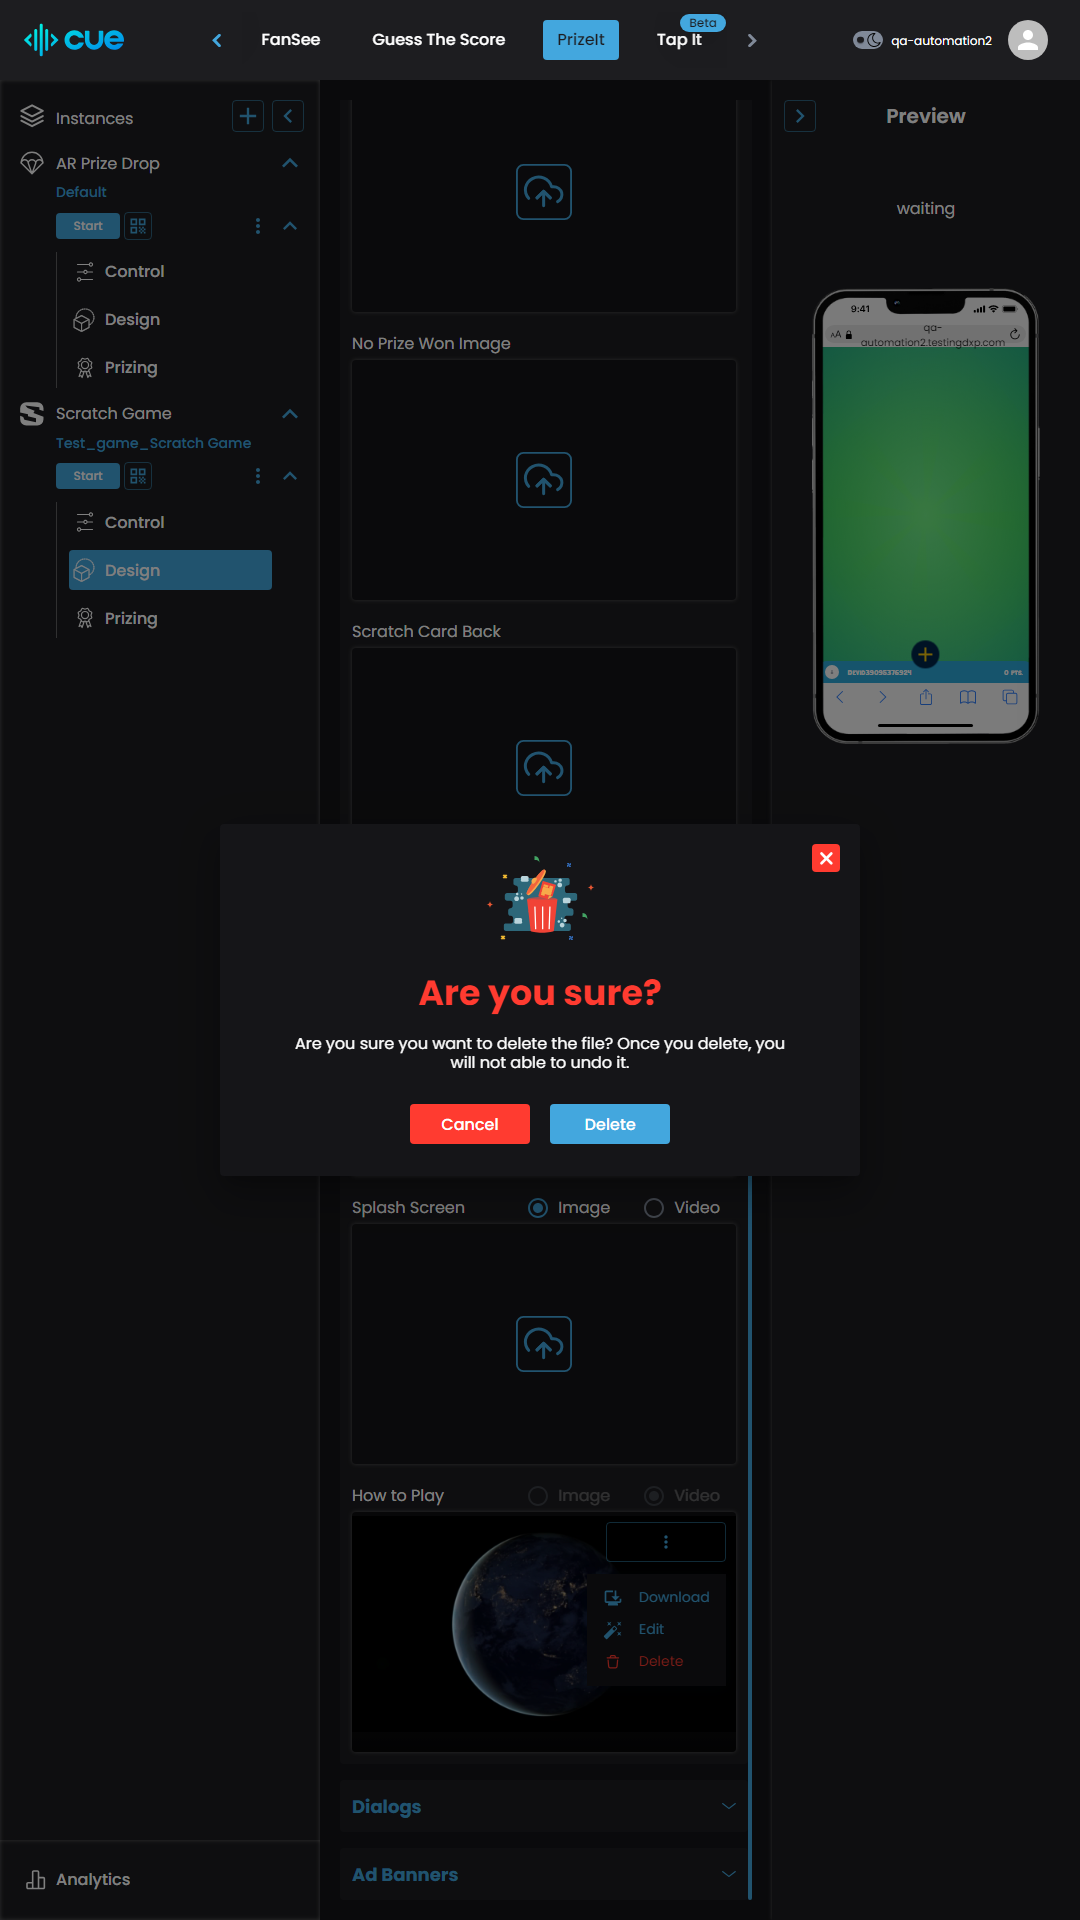 cue
FanSee
Guess The Score
PrizeIt
Tap It
Beta
qa-automation2
Instances
AR Prize Drop
Default
Start
Control
Design
Prizing
Scratch Game
Test_game_Scratch Game
Start
Control
Design
Prizing
No Prize Won Image
Scratch Card Back
Preview
waiting
9:41
AA
qa-
automation2.testingdxp.com
0 PTS.
Are you sure?
Are you sure you want to delete the file? Once you delete, you
will not able to undo it.
Cancel
Delete
Splash Screen
Image
Video
How to Play
Image
Video
Download
Edit
Delete
Dialogs
Ad Banners
Analytics